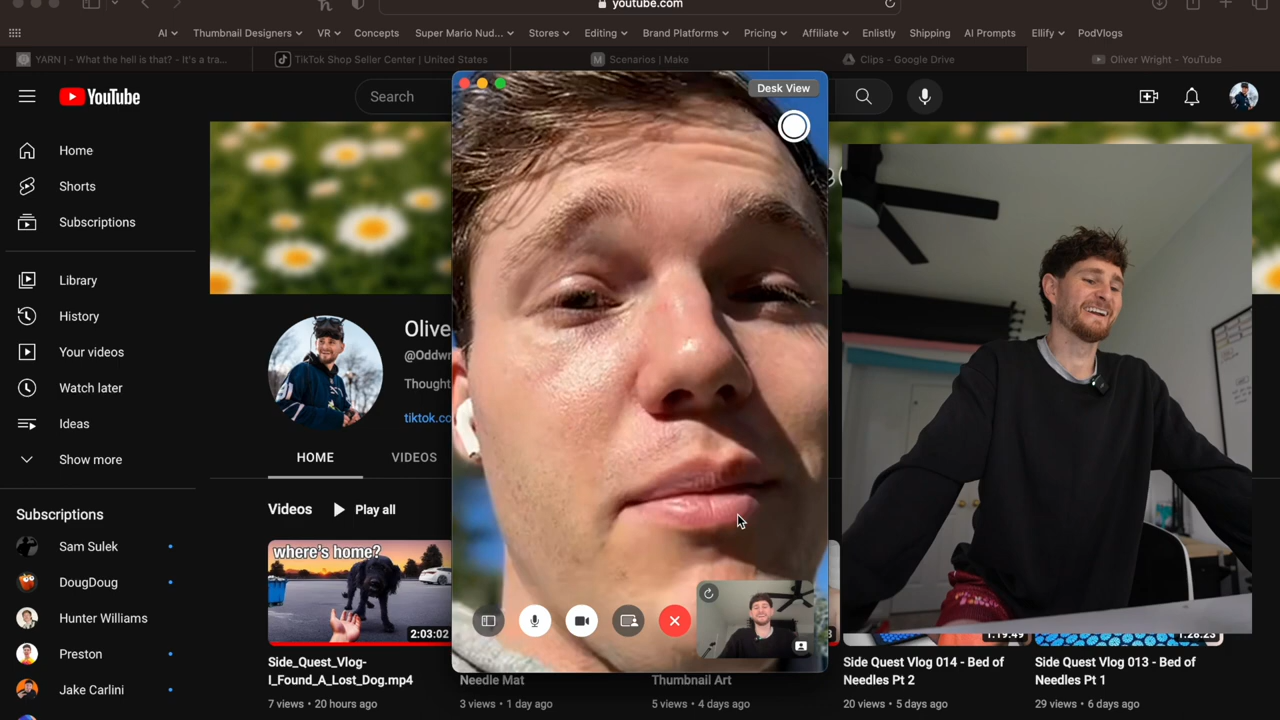 youtube.com
AI Thumbnail Designers VR Concepts Super Mario Nud... Stores Editing Brand Platforms Pricing Affiliate Enlistly Shipping AI Prompts Ellify PodVlogs
YARN | - What the hell is that? - It's a tra... TikTok Shop Seller Center | United States Scenarios | Make Clips - Google Drive Oliver Wright - YouTube
YouTube
Search
Desk View
Home
Shorts
Subscriptions
Library
History
Your videos
Watch later
Ideas
Show more
Subscriptions
Sam Sulek
DougDoug
Hunter Williams
Preston
Jake Carlini
Olive
@Oddwr
Thought
tiktok.co
HOME VIDEOS
Videos Play all
where's home?
2:03:02
1:19:49
1:28:23
Side_Quest_Vlog-
I_Found_A_Lost_Dog.mp4
7 views • 20 hours ago
Needle Mat
3 views • 1 day ago
Thumbnail Art
5 views • 4 days ago
Side Quest Vlog 014 - Bed of
Needles Pt 2
20 views • 5 days ago
Side Quest Vlog 013 - Bed of
Needles Pt 1
29 views • 6 days ago